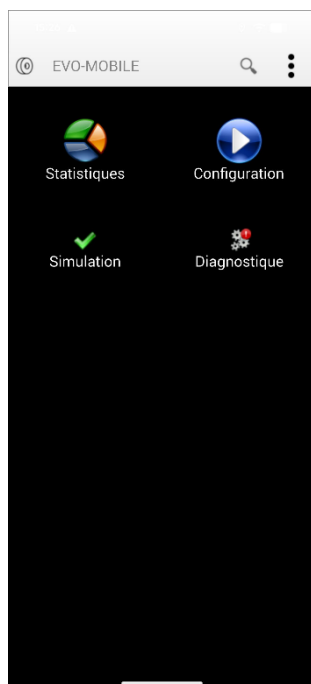 EVO-MOBILE
Statistiques
Configuration
Simulation
Diagnostique